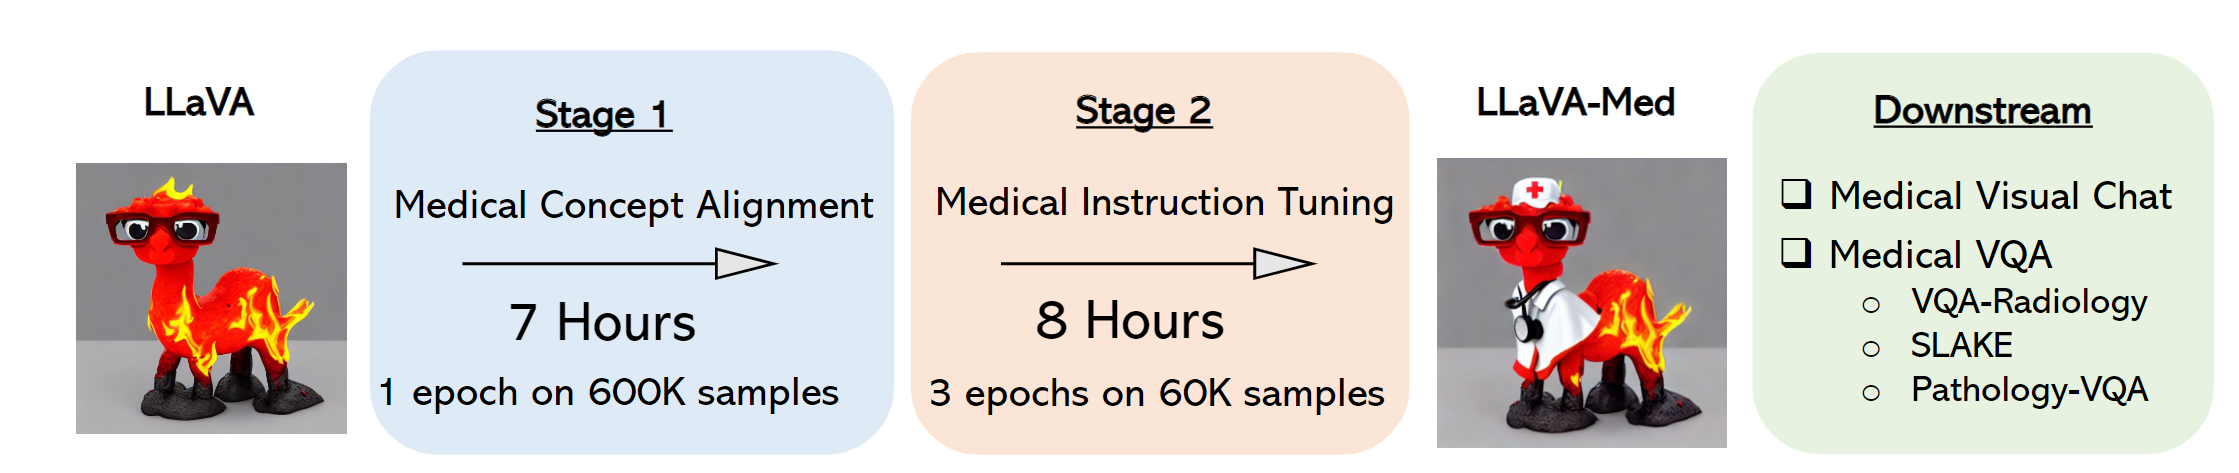 LLaVA
Stage 1
Medical Concept Alignment
7 Hours
1 epoch on 600K samples
Stage 2
Medical Instruction Tuning
8 Hours
3 epochs on 60K samples
LLaVA-Med
Downstream
❑ Medical Visual Chat
❑ Medical VQA
○ VQA-Radiology
○ SLAKE
○ Pathology-VQA